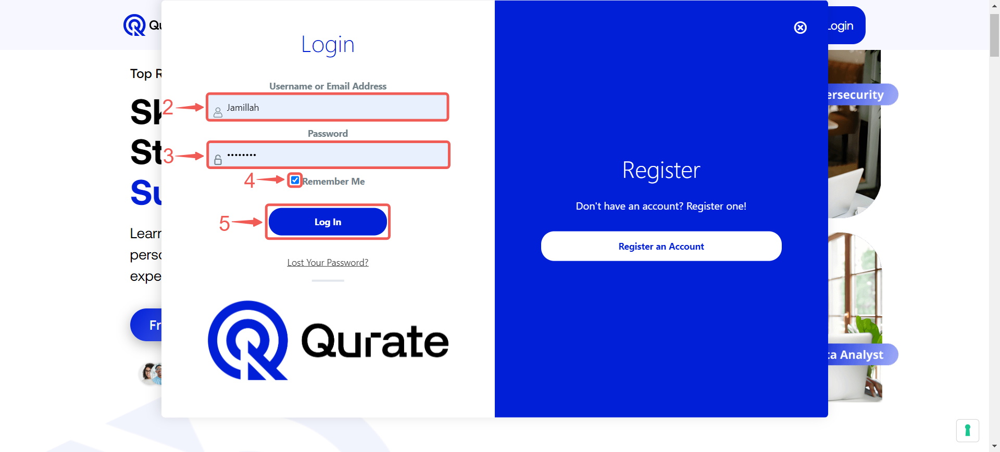 Qu
Login
Login
Top R
Username or Email Address
ersecurity
Sk
2
Jamillah
Password
St
3
4
Remember Me
Register
Su
Don't have an account? Register one!
5
Log In
Learn
Register an Account
perso
Lost Your Password?
expe
Fr
Qurate
ta Analyst